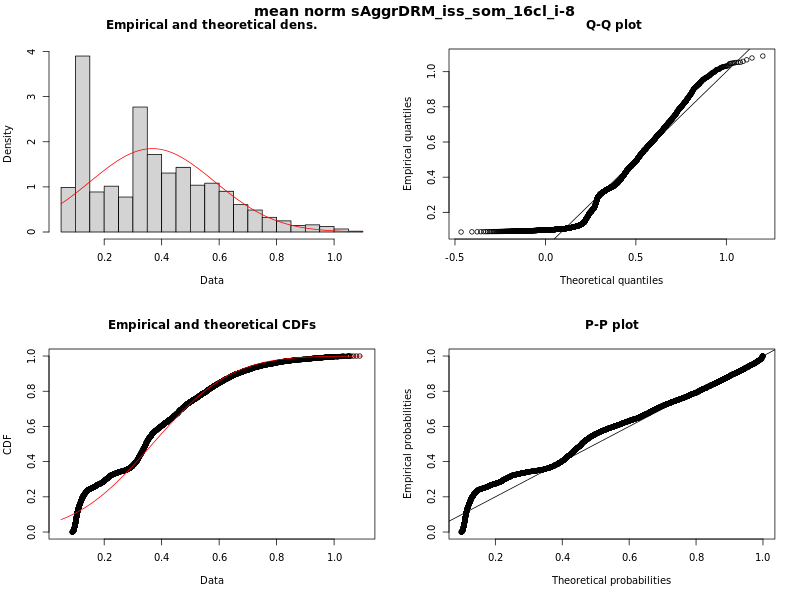 mean norm sAggrDRM_iss_som_16cl_i-8
Empirical and theoretical dens.
Density
0 1 2 3 4
0.2 0.4 0.6 0.8 1.0
Data
Q-Q plot
Empirical quantiles
0.2 0.4 0.6 0.8 1.0
-0.5 0.0 0.5 1.0
Theoretical quantiles
Empirical and theoretical CDFs
CDF
0.0 0.2 0.4 0.6 0.8 1.0
0.2 0.4 0.6 0.8 1.0
Data
P-P plot
Empirical probabilities
0.0 0.2 0.4 0.6 0.8 1.0
0.2 0.4 0.6 0.8 1.0
Theoretical probabilities